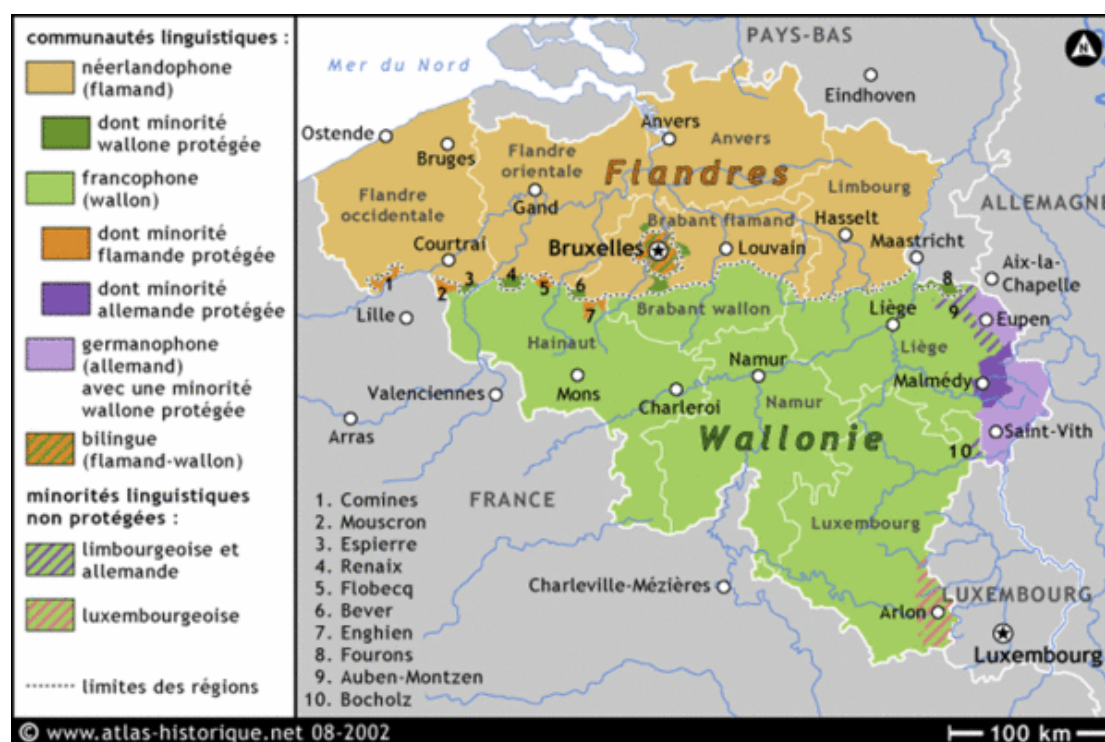 communautés linguistiques :
néerlandophone
(flamand)
dont minorité
wallone protégée
francophone
(wallon)
dont minorité
flamande protégée
dont minorité
allemande protégée
germanophone
(allemand)
avec une minorité
wallone protégée
bilingue
(flamand-wallon)
minorités linguistiques
non protégées :
limbourgeoise et
allemande
luxembourgeoise
limites des régions
PAYS-BAS
N
Mer du Nord
Eindhoven
Ostende
Bruges
Anvers
Anvers
Flandre
orientale
Flandres
Limbourg
ALLEMAGNE
Flandre
occidentale
Gand
Brabant flamand
Hasselt
Courtrai
Bruxelles
Louvain
Maastricht
Aix-la-
Chapelle
1
2
3
4
5
6
7
8
9
Lille
Brabant wallon
Liège
Eupen
Hainaut
Liège
Namur
Malmédy
Valenciennes
Mons
Charleroi
Namur
Arras
Wallonie
Saint-Vith
10
FRANCE
1. Comines
2. Mouscron
3. Espierre
4. Renaix
5. Flobecq
6. Bever
7. Enghien
8. Fourons
9. Auben-Montzen
10. Bocholz
Luxembourg
Charleville-Mézières
LUXEMBOURG
Arlon
Luxembourg
© www.atlas-historique.net 08-2002
100 km